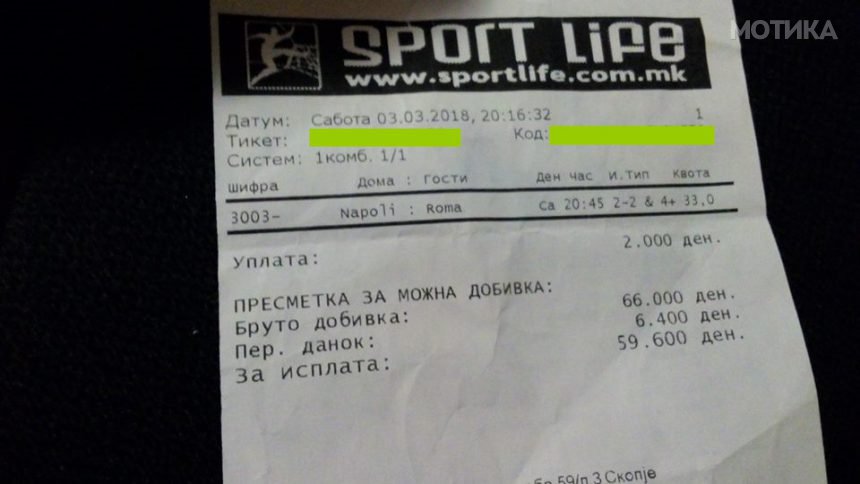 МОТИКА
SPORT LIFE
www.sportlife.com.mk
Датум: Сабота 03.03.2018, 20:16:32 1
Тикет: Код:
Систем: 1комб. 1/1
Шифра Дома : Гости Ден час И.Тип Квота
3003- Napoli : Roma Са 20:45 2-2 & 4+ 33,0
Уплата: 2.000 ден.
ПРЕСМЕТКА ЗА МОЖНА ДОБИВКА:
Бруто добивка: 66.000 ден.
Пер. данок: 6.400 ден.
За исплата: 59.600 ден.
59/п 3 Скопје